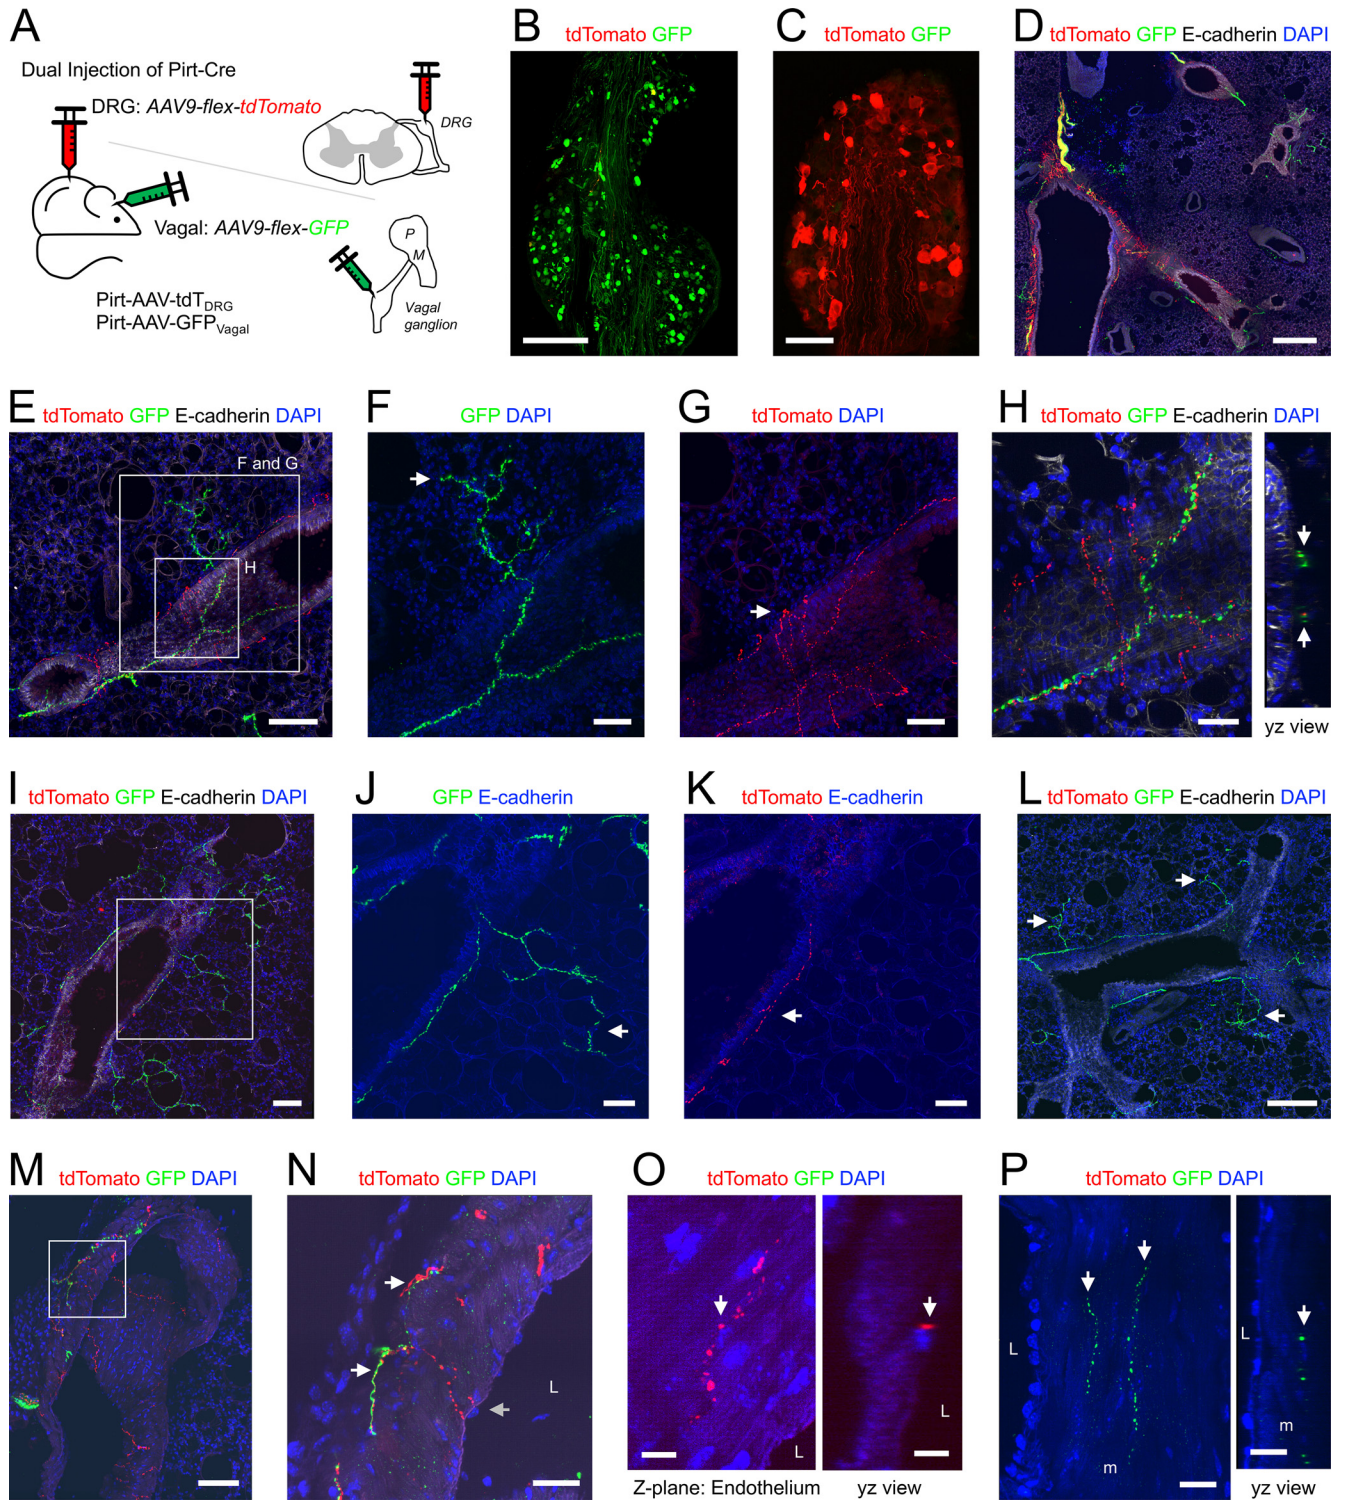 A
Dual Injection of Pirt-Cre
DRG: AAV9-flex-tdTomato
DRG
Vagal: AAV9-flex-GFP
P
M
Vagal
ganglion
Pirt-AAV-tdT DRG
Pirt-AAV-GFP Vagal
B tdTomato GFP
C tdTomato GFP
D tdTomato GFP E-cadherin DAPI
E tdTomato GFP E-cadherin DAPI
F and G
H
F GFP DAPI
G tdTomato DAPI
H tdTomato GFP E-cadherin DAPI
yz view
I tdTomato GFP E-cadherin DAPI
J GFP E-cadherin
K tdTomato E-cadherin
L tdTomato GFP E-cadherin DAPI
M tdTomato GFP DAPI
N tdTomato GFP DAPI
L
O tdTomato GFP DAPI
L
L
Z-plane: Endothelium yz view
P tdTomato GFP DAPI
L
m
L
m
yz view